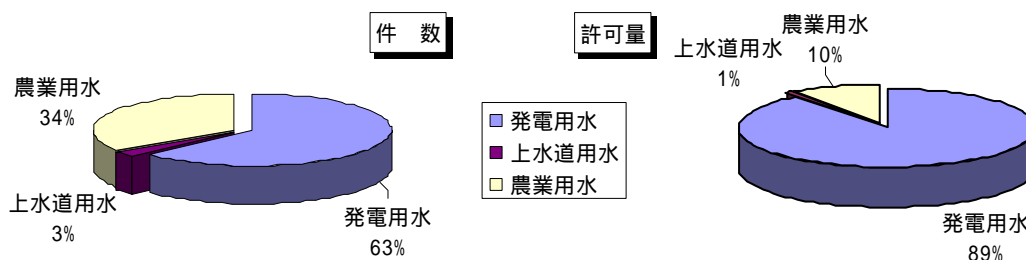 件　数
農業用水
34%
上水道用水
3%
発電用水
63%
発電用水
上水道用水
農業用水
許可量
農業用水
10%
上水道用水
1%
発電用水
89%